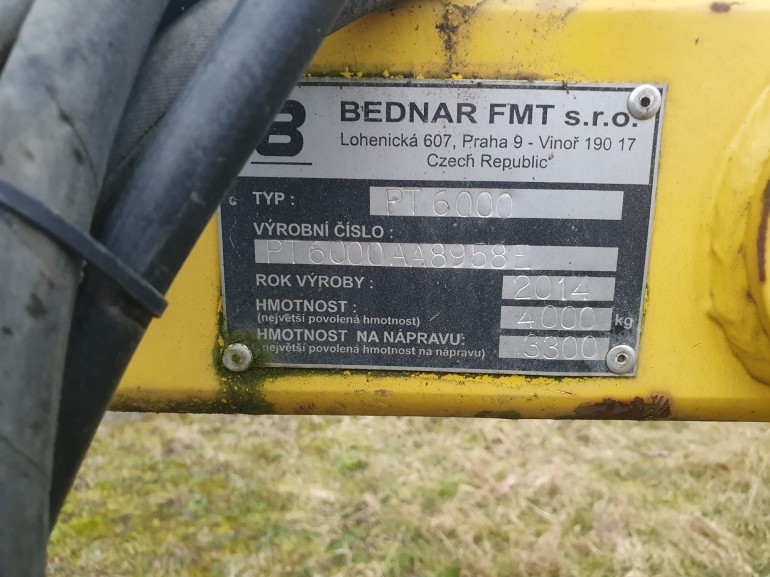 B BEDNAR FMT s.r.o.
Lohenická 607, Praha 9 - Vinoř 190 17
Czech Republic
TYP : PT 6000
VÝROBNÍ ČÍSLO :
PT6000AA8958E
ROK VÝROBY : 2014
HMOTNOST : 4000 kg
(největší povolená hmotnost)
HMOTNOST NA NÁPRAVU: 3300
(největší povolená hmotnost na nápravu)